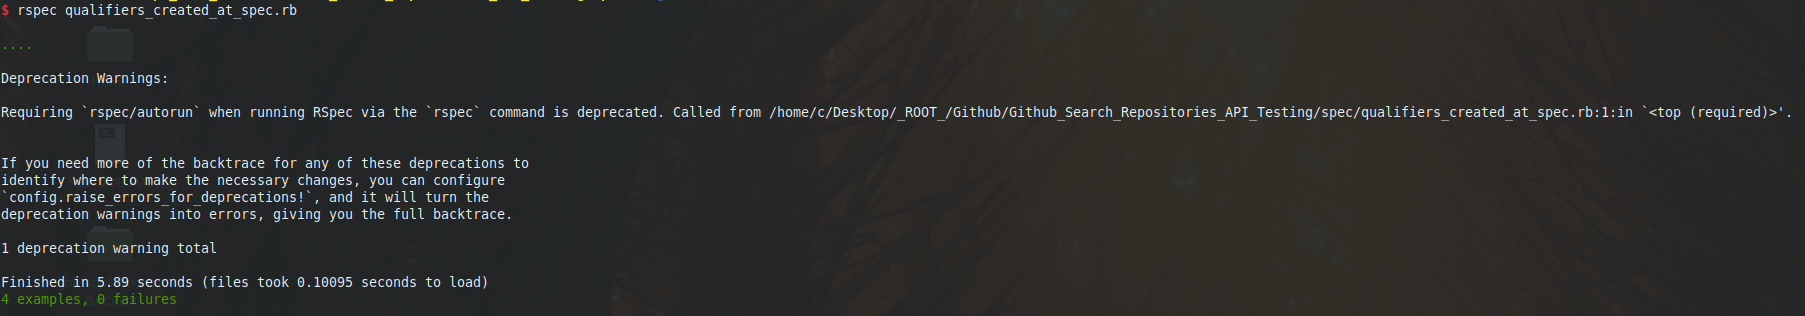 $ rspec qualifiers_created_at_spec.rb
....
Deprecation Warnings:
Requiring `rspec/autorun` when running RSpec via the `rspec` command is deprecated. Called from /home/c/Desktop/_ROOT_/Github/Github_Search_Repositories_API_Testing/spec/qualifiers_created_at_spec.rb:1:in `<top (required)>'.
If you need more of the backtrace for any of these deprecations to
identify where to make the necessary changes, you can configure
`config.raise_errors_for_deprecations!`, and it will turn the
deprecation warnings into errors, giving you the full backtrace.
1 deprecation warning total
Finished in 5.89 seconds (files took 0.10095 seconds to load)
4 examples, 0 failures